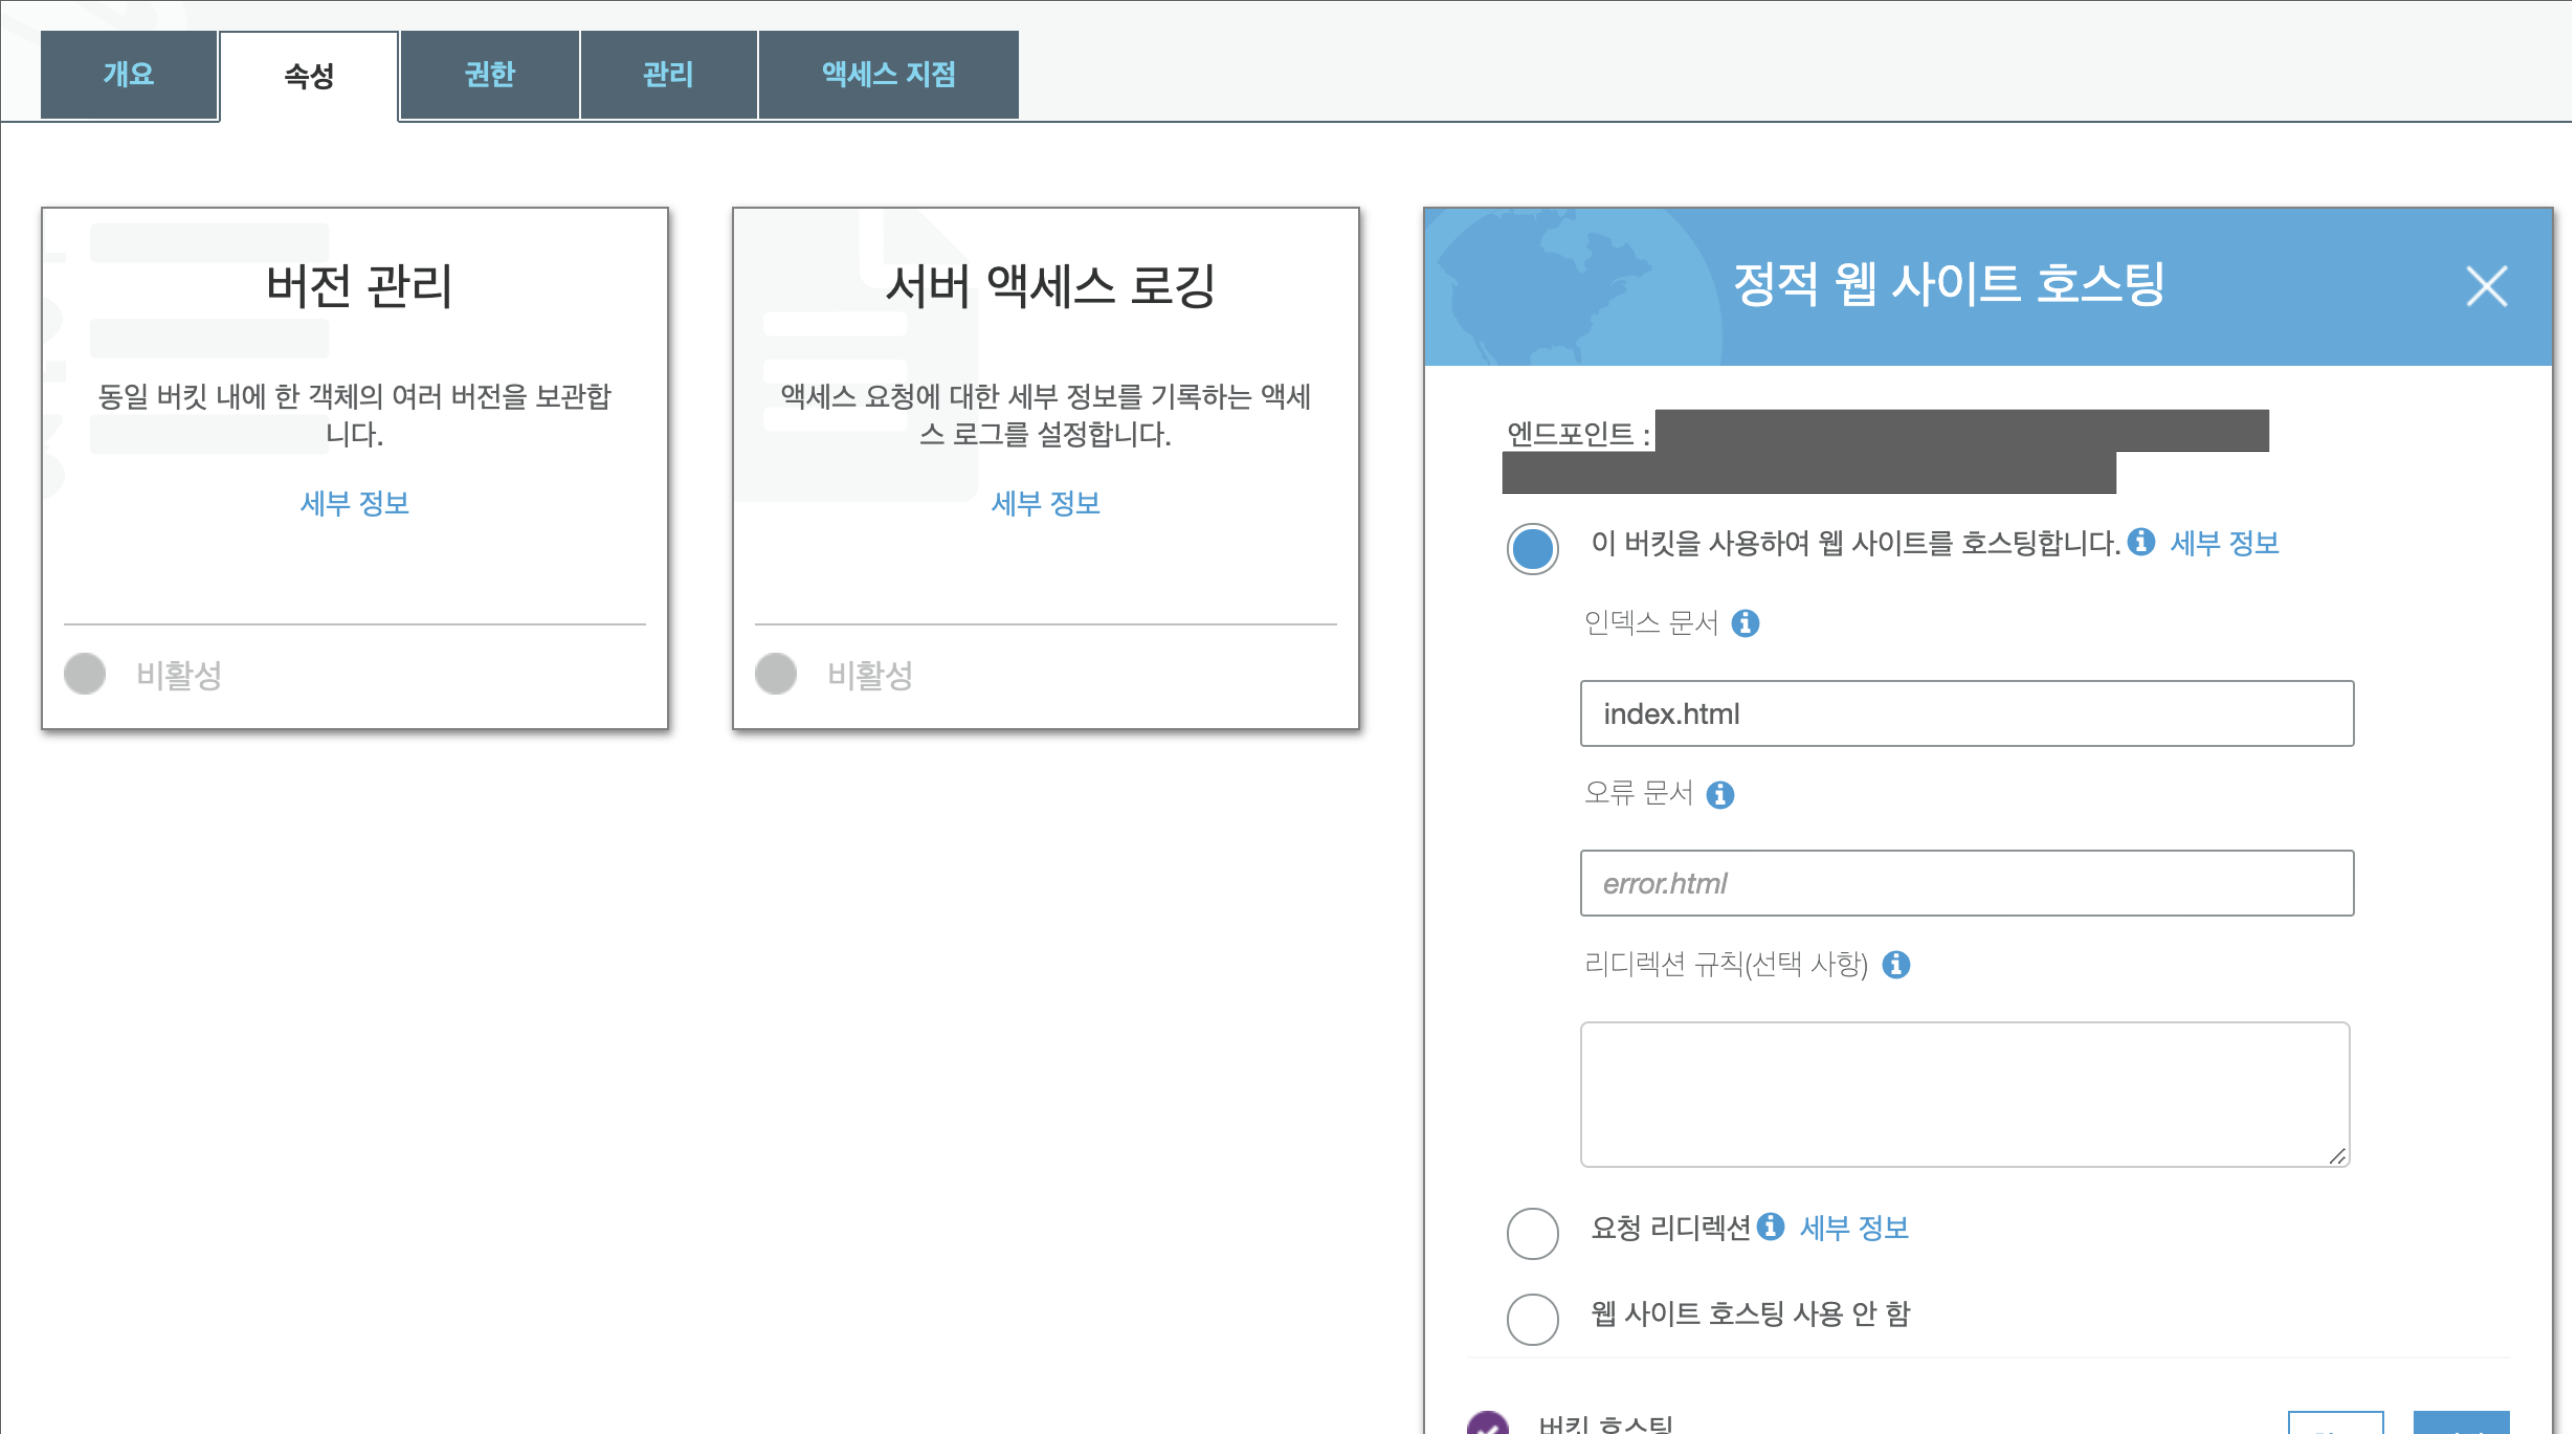 개요
속성
권한
관리
액세스 지점
버전 관리
동일 버킷 내에 한 객체의 여러 버전을 보관합
니다.
세부 정보
비활성
서버 액세스 로깅
액세스 요청에 대한 세부 정보를 기록하는 액세
스 로그를 설정합니다.
세부 정보
비활성
정적 웹 사이트 호스팅
엔드포인트 :
이 버킷을 사용하여 웹 사이트를 호스팅합니다. 세부 정보
인덱스 문서
index.html
오류 문서
error.html
리디렉션 규칙(선택 사항)
요청 리디렉션 세부 정보
웹 사이트 호스팅 사용 안 함
버킷 호스팅